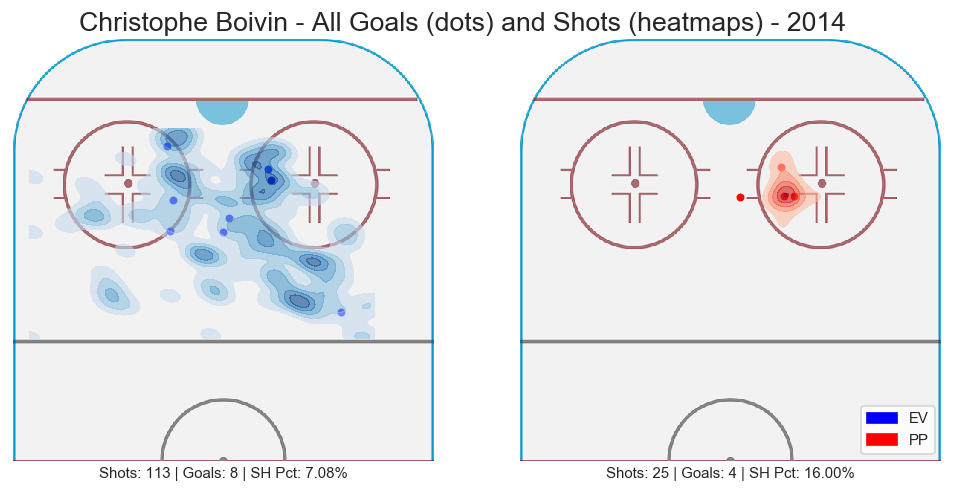 Christophe Boivin - All Goals (dots) and Shots (heatmaps) - 2014
EV
PP
Shots: 113 | Goals: 8 | SH Pct: 7.08%
Shots: 25 | Goals: 4 | SH Pct: 16.00%